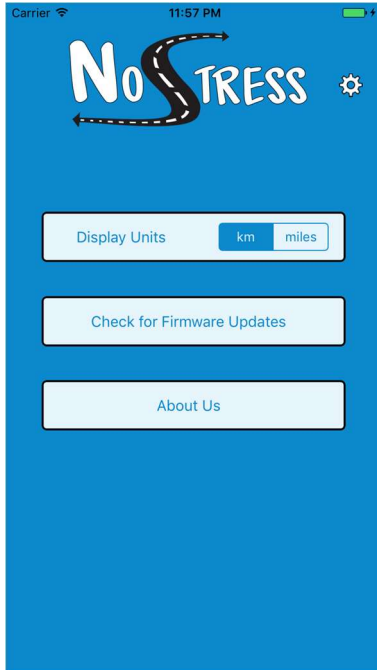 Carrier 11:57 PM
NoStress
Display Units km miles
Check for Firmware Updates
About Us